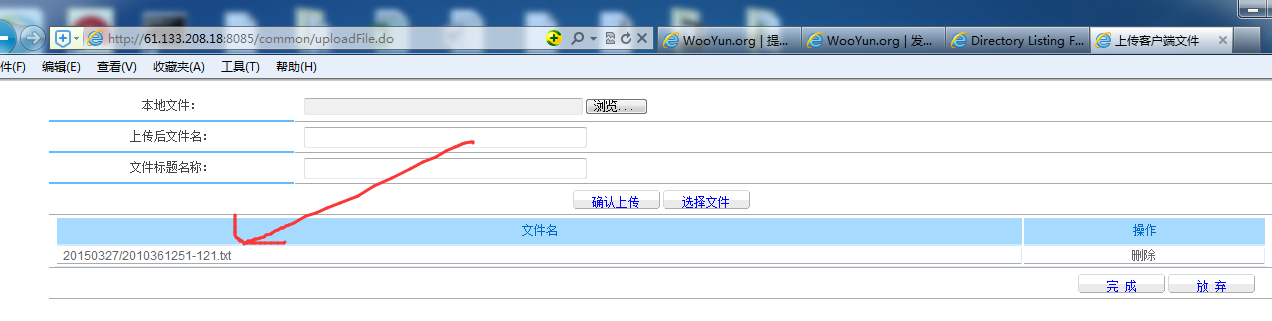 http://61.133.208.18:8085/common/uploadFile.do
WooYun.org | 提...
WooYun.org | 发...
Directory Listing F...
上传客户端文件
件(F) 编辑(E) 查看(V) 收藏夹(A) 工具(T) 帮助(H)
本地文件: 浏览...
上传后文件名:
文件标题名称:
确认上传 选择文件
文件名 操作
20150327/2010361251-121.txt 删除
完 成 放 弃